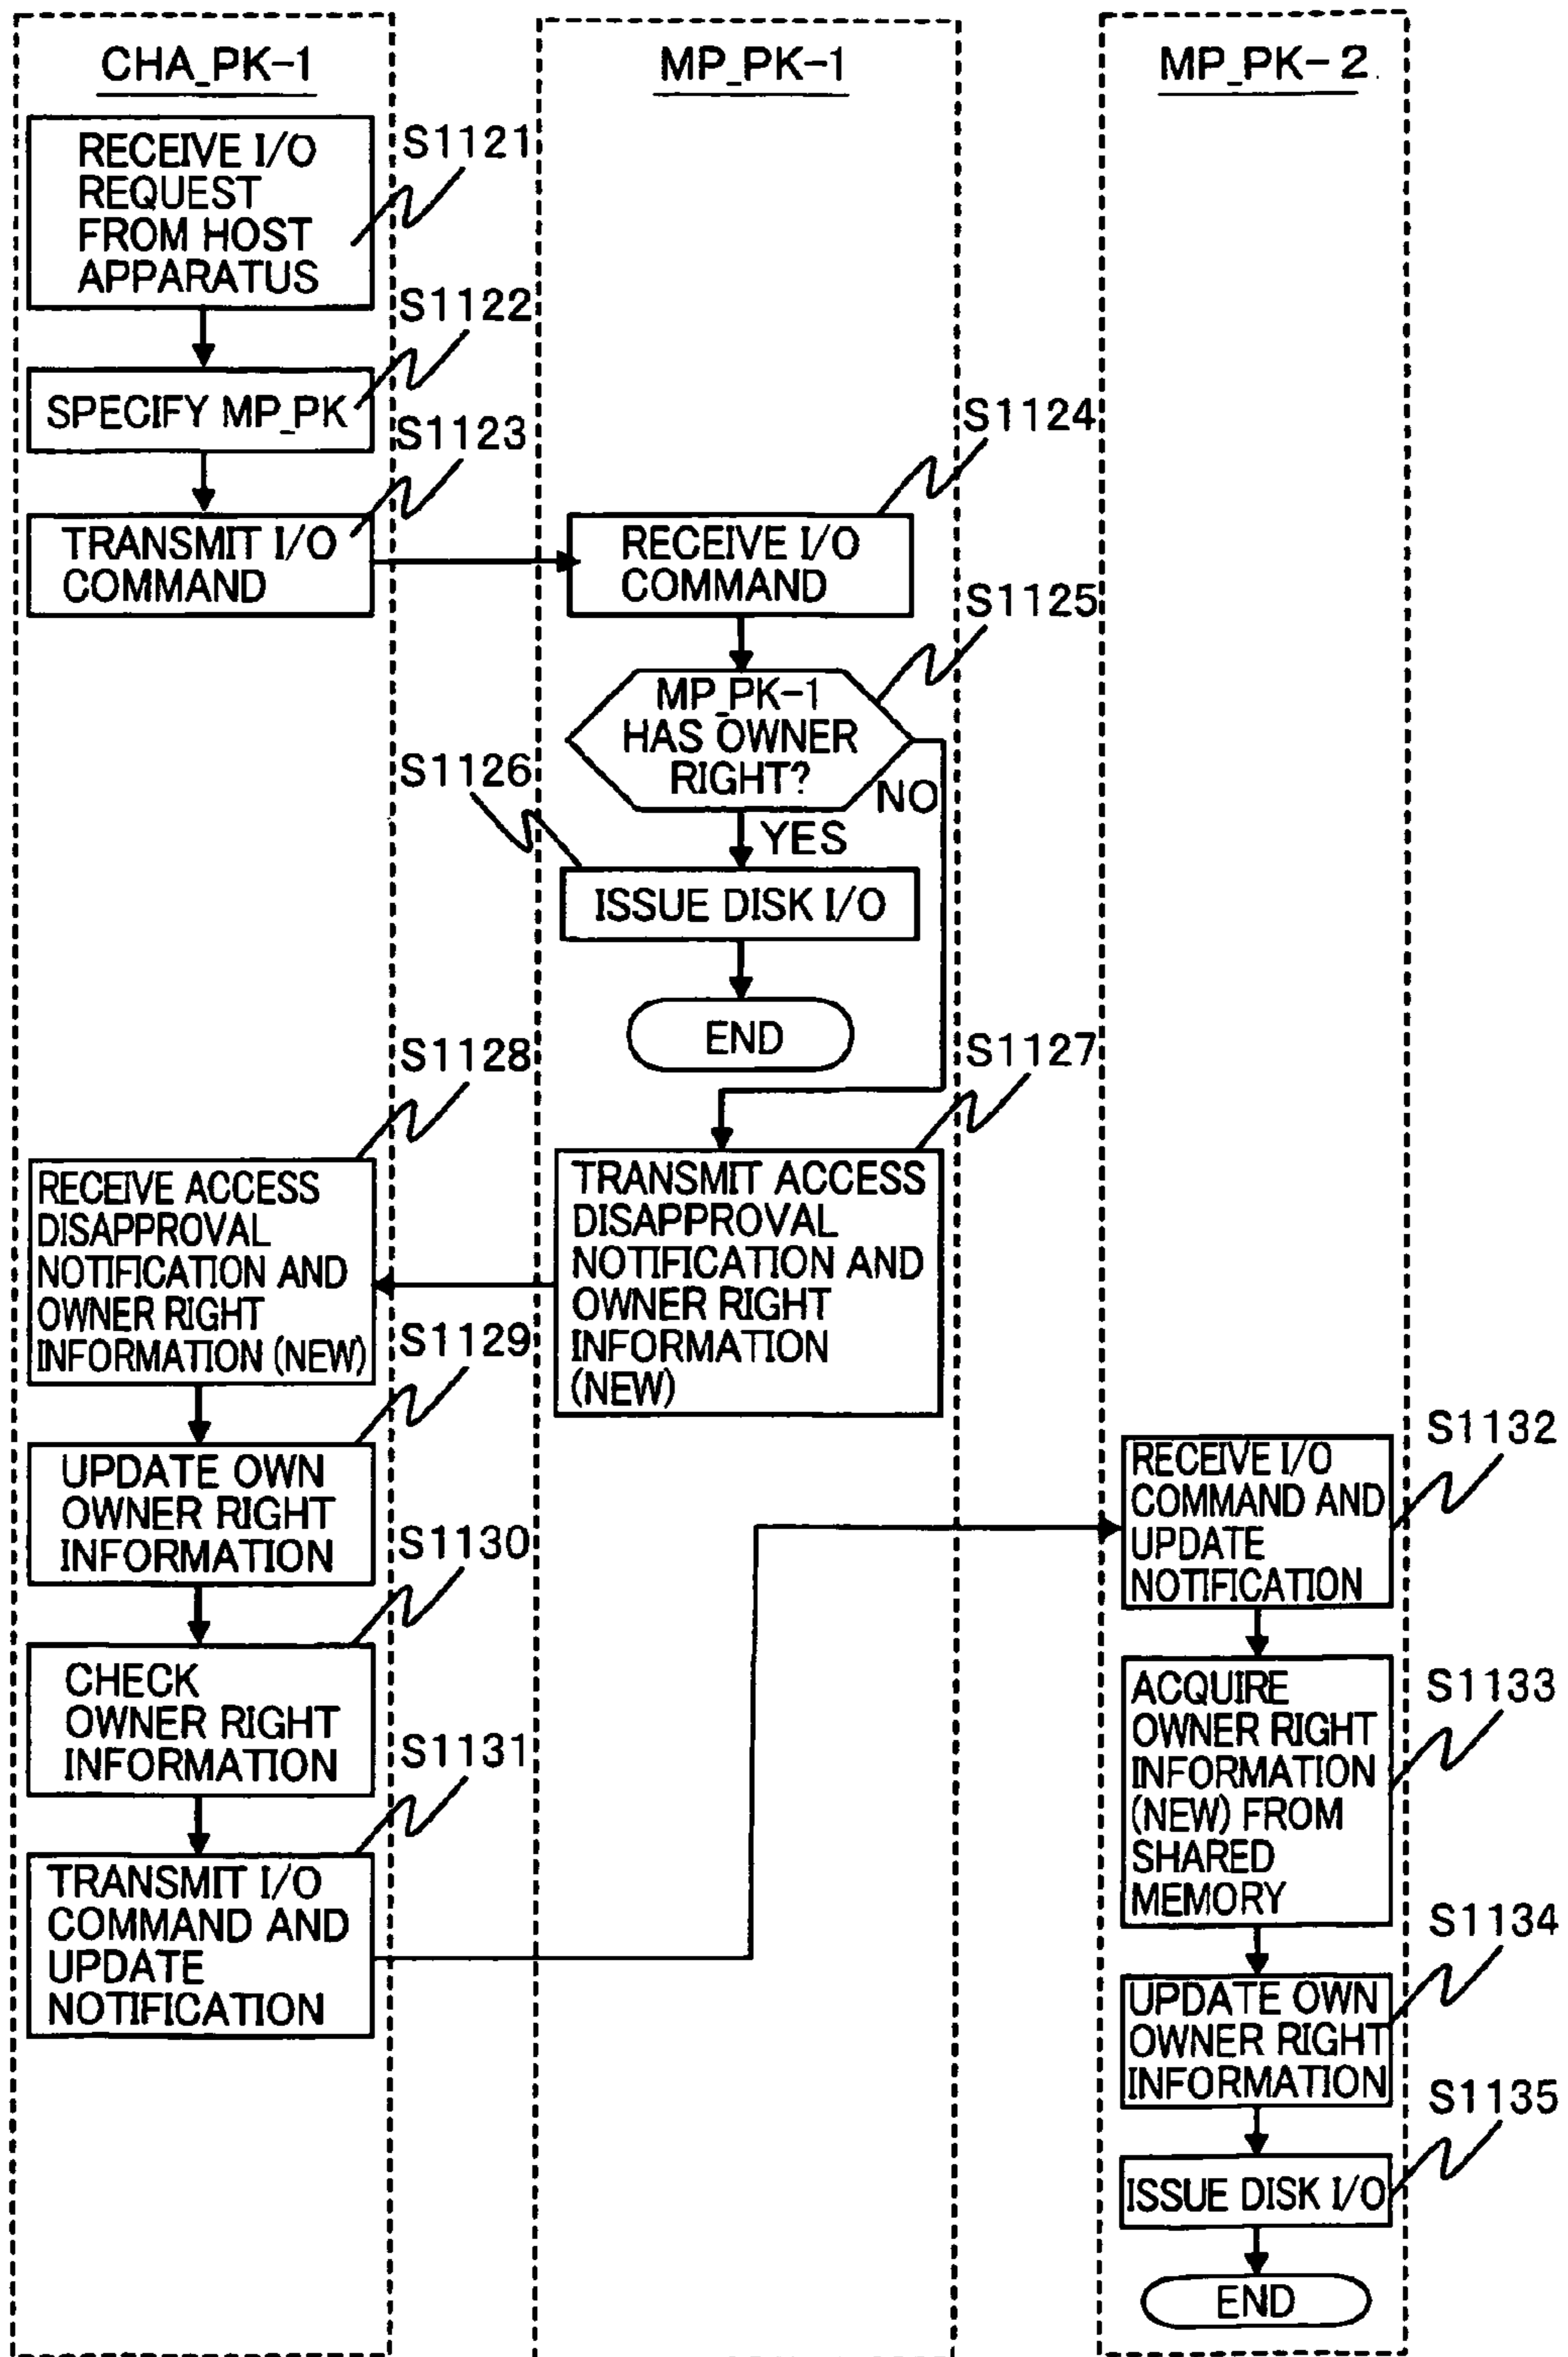 CHA_PK-1
MP_PK-1
MP_PK-2
RECEIVE I/O
REQUEST
FROM HOST
APPARATUS
S1121
SPECIFY MP_PK
S1122
TRANSMIT I/O
COMMAND
S1123
RECEIVE I/O
COMMAND
S1124
MP_PK-1
HAS OWNER
RIGHT?
S1125
NO
YES
S1126
ISSUE DISK I/O
END
S1127
TRANSMIT ACCESS
DISAPPROVAL
NOTIFICATION AND
OWNER RIGHT
INFORMATION
(NEW)
S1128
RECEIVE ACCESS
DISAPPROVAL
NOTIFICATION AND
OWNER RIGHT
INFORMATION (NEW)
S1129
UPDATE OWN
OWNER RIGHT
INFORMATION
S1130
CHECK
OWNER RIGHT
INFORMATION
S1131
TRANSMIT I/O
COMMAND AND
UPDATE
NOTIFICATION
S1132
RECEIVE I/O
COMMAND AND
UPDATE
NOTIFICATION
S1133
ACQUIRE
OWNER RIGHT
INFORMATION
(NEW) FROM
SHARED
MEMORY
S1134
UPDATE OWN
OWNER RIGHT
INFORMATION
S1135
ISSUE DISK I/O
END